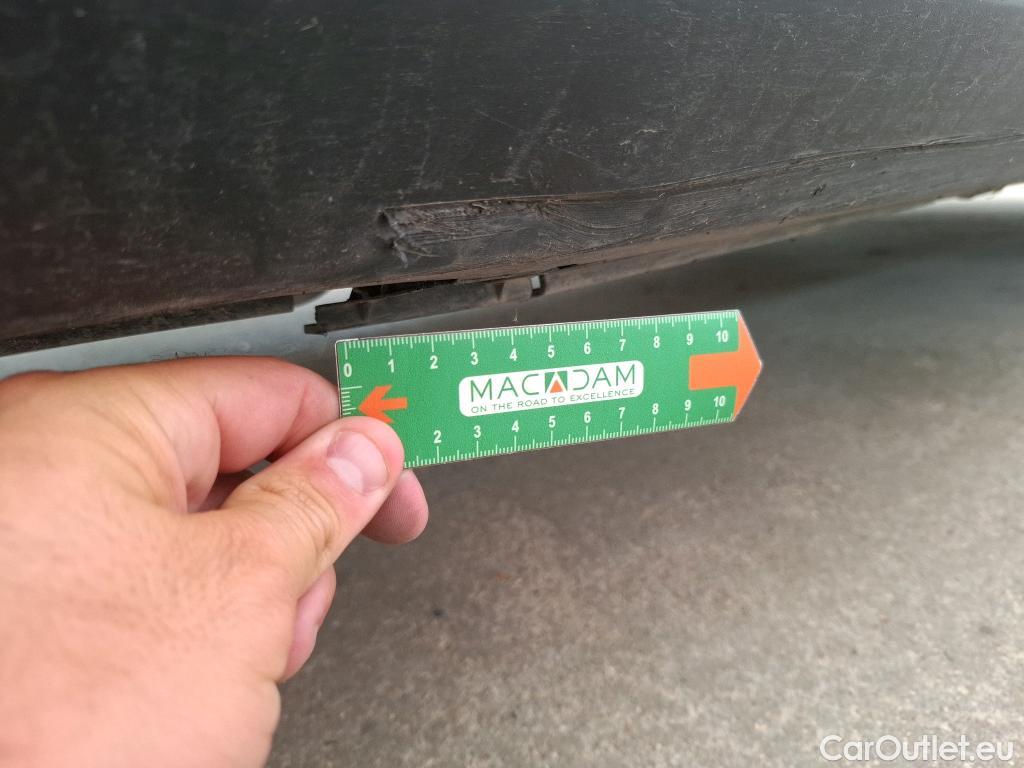 0 1 2 3 4 5 6 7 8 9 10
MACADAM
ON THE ROAD TO EXCELLENCE
2 3 4 5 6 7 8 9 10
CarOutlet.eu